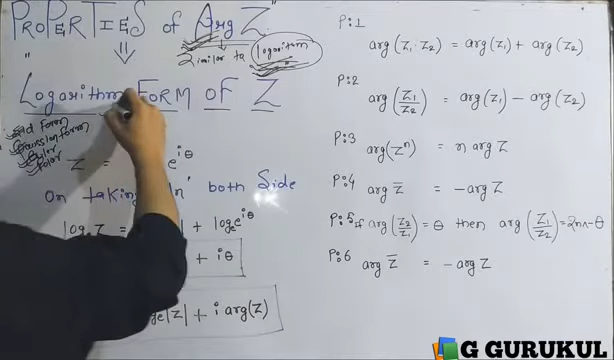 PROPERTIES of Arg Z
" "
Similar to logarithm
Logarithm FORM OF Z
Gaussian form
Euler
Polar
Z = e^{iθ}
On taking 'ln' both Side
log_e Z = | + log e^{iθ}
+ iθ
|Z| + i arg(Z)
P:1
arg(Z₁·Z₂) = arg(Z₁) + arg(Z₂)
P:2
arg(Z₁/Z₂) = arg(Z₁) - arg(Z₂)
P:3 arg(Zⁿ) = n arg Z
P:4 arg Z̅ = -arg Z
P:5 If arg(Z₂/Z₁) = θ then arg(Z₁/Z₂) = 2nπ-θ
P:6 arg Z̅ = -arg Z
G GURUKUL